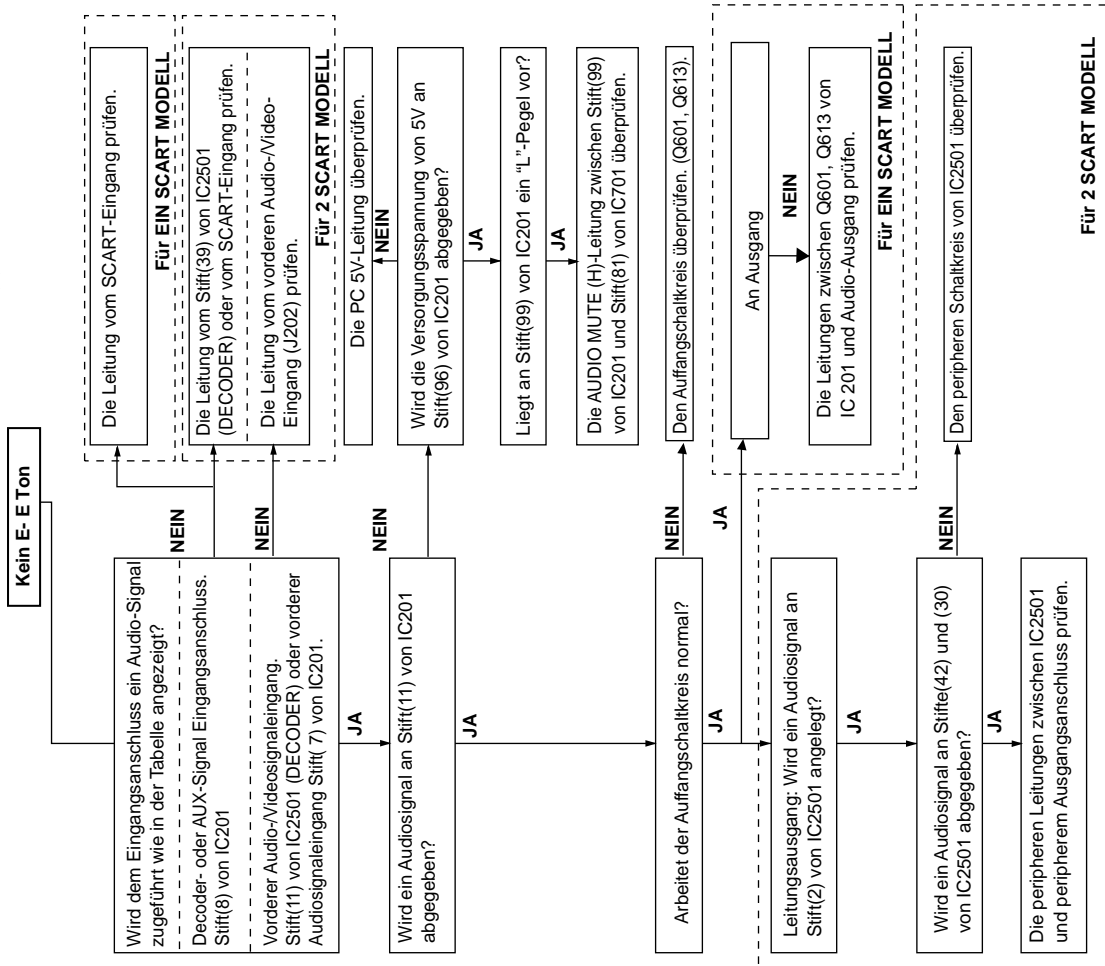 Kein E- E Ton
Wird dem Eingangsanschluss ein Audio-Signal
zugeführt wie in der Tabelle angezeigt?
Decoder- oder AUX-Signal Eingangsanschluss.
Stift(8) von IC201
Vorderer Audio-/Videosignaleingang.
Stift(11) von IC2501 (DECODER) oder vorderer
Audiosignaleingang Stift( 7) von IC201.
NEIN
NEIN
Die Leitung vom SCART-Eingang prüfen.
Für EIN SCART MODELL
Die Leitung vom Stift(39) von IC2501
(DECODER) oder vom SCART-Eingang prüfen.
Die Leitung vom vorderen Audio-/Video-
Eingang (J202) prüfen.
Für 2 SCART MODELL
JA
Wird ein Audiosignal an Stift(11) von IC201
abgegeben?
NEIN
Die PC 5V-Leitung überprüfen.
NEIN
Wird die Versorgungsspannung von 5V an
Stift(96) von IC201 abgegeben?
JA
Liegt an Stift(99) von IC201 ein “L”-Pegel vor?
JA
Die AUDIO MUTE (H)-Leitung zwischen Stift(99)
von IC201 und Stift(81) von IC701 überprüfen.
JA
Arbeitet der Auffangschaltkreis normal?
NEIN
Den Auffangschaltkreis überprüfen. (Q601, Q613).
JA
JA
An Ausgang
NEIN
Die Leitungen zwischen Q601, Q613 von
IC 201 und Audio-Ausgang prüfen.
Für EIN SCART MODELL
Leitungsausgang: Wird ein Audiosignal an
Stift(2) von IC2501 angelegt?
JA
Wird ein Audiosignal an Stifte(42) und (30)
von IC2501 abgegeben?
NEIN
Den peripheren Schaltkreis von IC2501 überprüfen.
JA
Die peripheren Leitungen zwischen IC2501
und peripherem Ausgangsanschluss prüfen.
Für 2 SCART MODELL